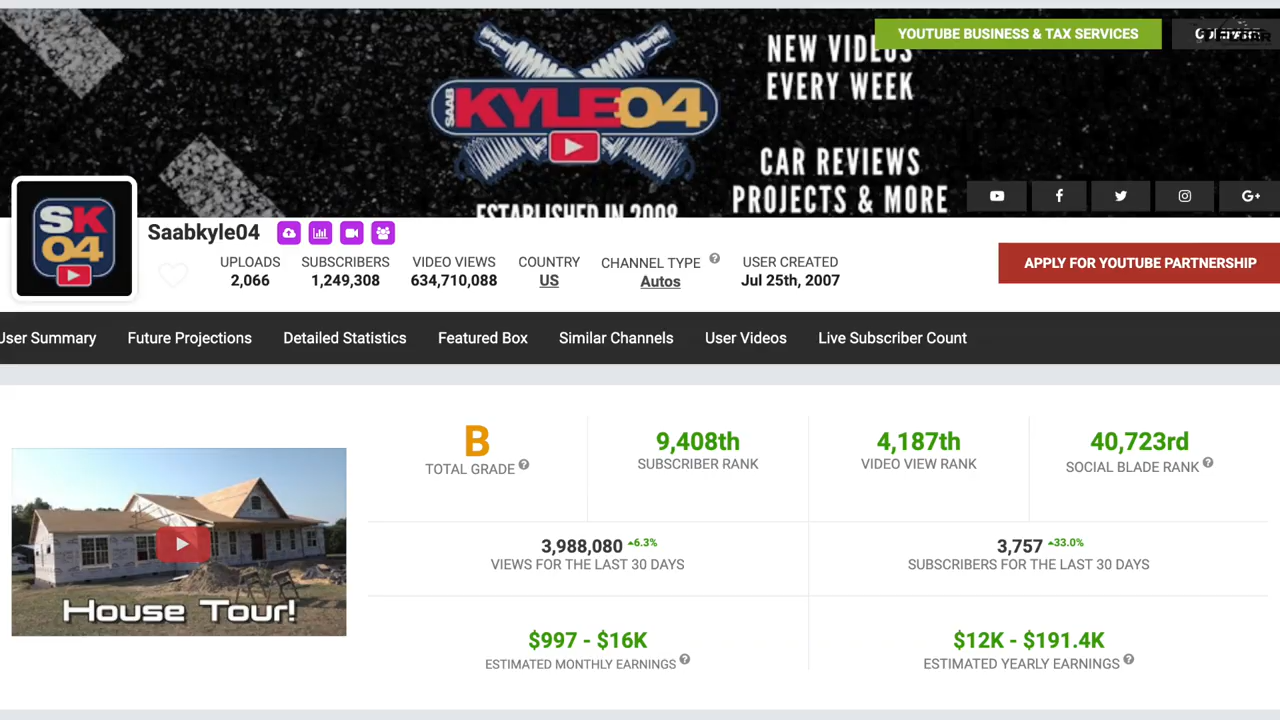 YOUTUBE BUSINESS & TAX SERVICES
NEW VIDEOS
EVERY WEEK
SAAB
KYLE04
CAR REVIEWS
PROJECTS & MORE
ESTABLISHED IN 2008
SK
04
Saabkyle04
UPLOADS
2,066
SUBSCRIBERS
1,249,308
VIDEO VIEWS
634,710,088
COUNTRY
US
CHANNEL TYPE ?
Autos
USER CREATED
Jul 25th, 2007
G+
APPLY FOR YOUTUBE PARTNERSHIP
User Summary
Future Projections
Detailed Statistics
Featured Box
Similar Channels
User Videos
Live Subscriber Count
House Tour!
B
TOTAL GRADE ?
9,408th
SUBSCRIBER RANK
4,187th
VIDEO VIEW RANK
40,723rd
SOCIAL BLADE RANK ?
3,988,080 6.3%
VIEWS FOR THE LAST 30 DAYS
3,757 33.0%
SUBSCRIBERS FOR THE LAST 30 DAYS
$997 - $16K
ESTIMATED MONTHLY EARNINGS ?
$12K - $191.4K
ESTIMATED YEARLY EARNINGS ?